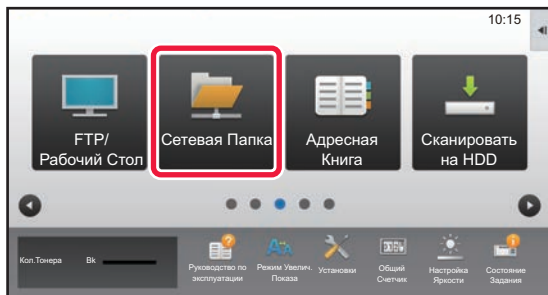 10:15
FTP/
Рабочий Стол
Сетевая Папка
Адресная
Книга
Сканировать
на HDD
Кол.Тонера
Bk
Руководство по
эксплуатации
Режим Увелич.
Показа
Установки
Общий
Счетчик
Настройка
Яркости
Состояние
Задания